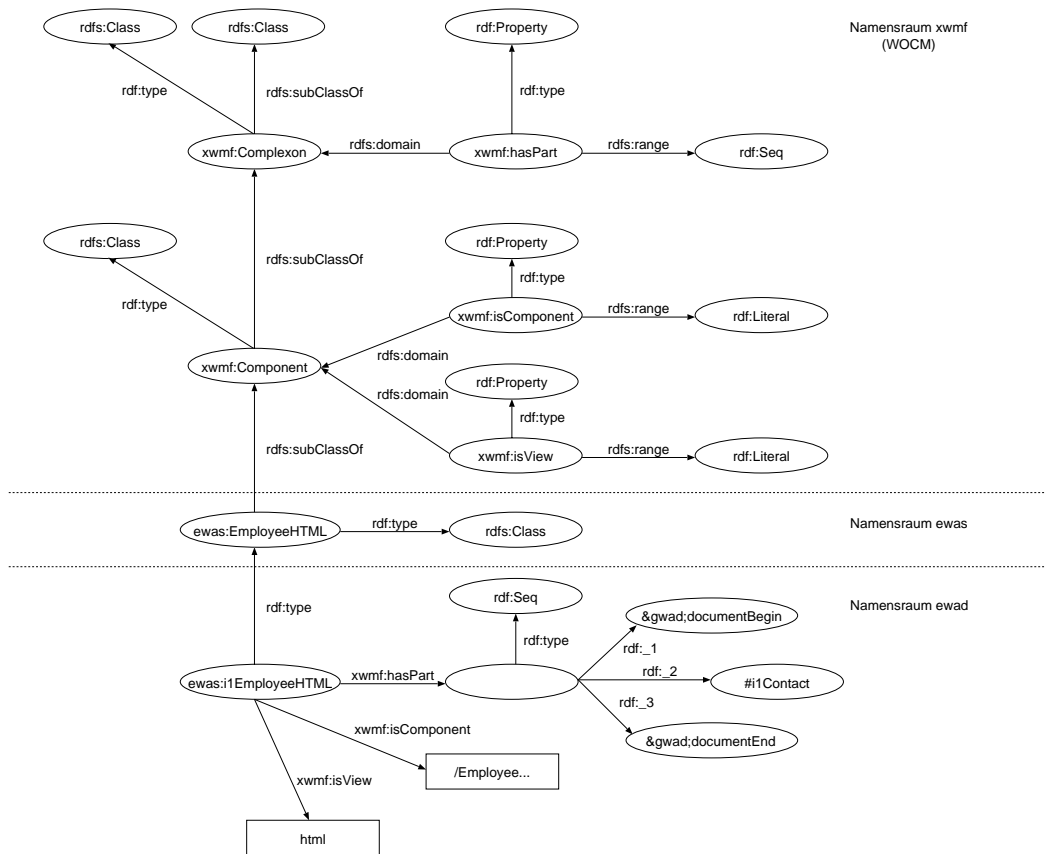 rdfs:Class
rdfs:Class
rdf:Property
Namensraum xwmf
(WOCM)
rdf:type
rdfs:subClassOf
rdf:type
xwmf:Complexon
rdfs:domain
xwmf:hasPart
rdfs:range
rdf:Seq
rdfs:Class
rdf:Property
rdfs:subClassOf
rdf:type
rdf:type
xwmf:isComponent
rdfs:range
rdf:Literal
rdfs:domain
xwmf:Component
rdf:Property
rdfs:domain
rdf:type
rdfs:subClassOf
xwmf:isView
rdfs:range
rdf:Literal
ewas:EmployeeHTML
rdf:type
rdfs:Class
Namensraum ewas
rdf:type
rdf:Seq
Namensraum ewad
&gwad;documentBegin
rdf:type
rdf:_1
ewas:i1EmployeeHTML
xwmf:hasPart
rdf:_2
#i1Contact
rdf:_3
xwmf:isComponent
&gwad;documentEnd
/Employee...
xwmf:isView
html